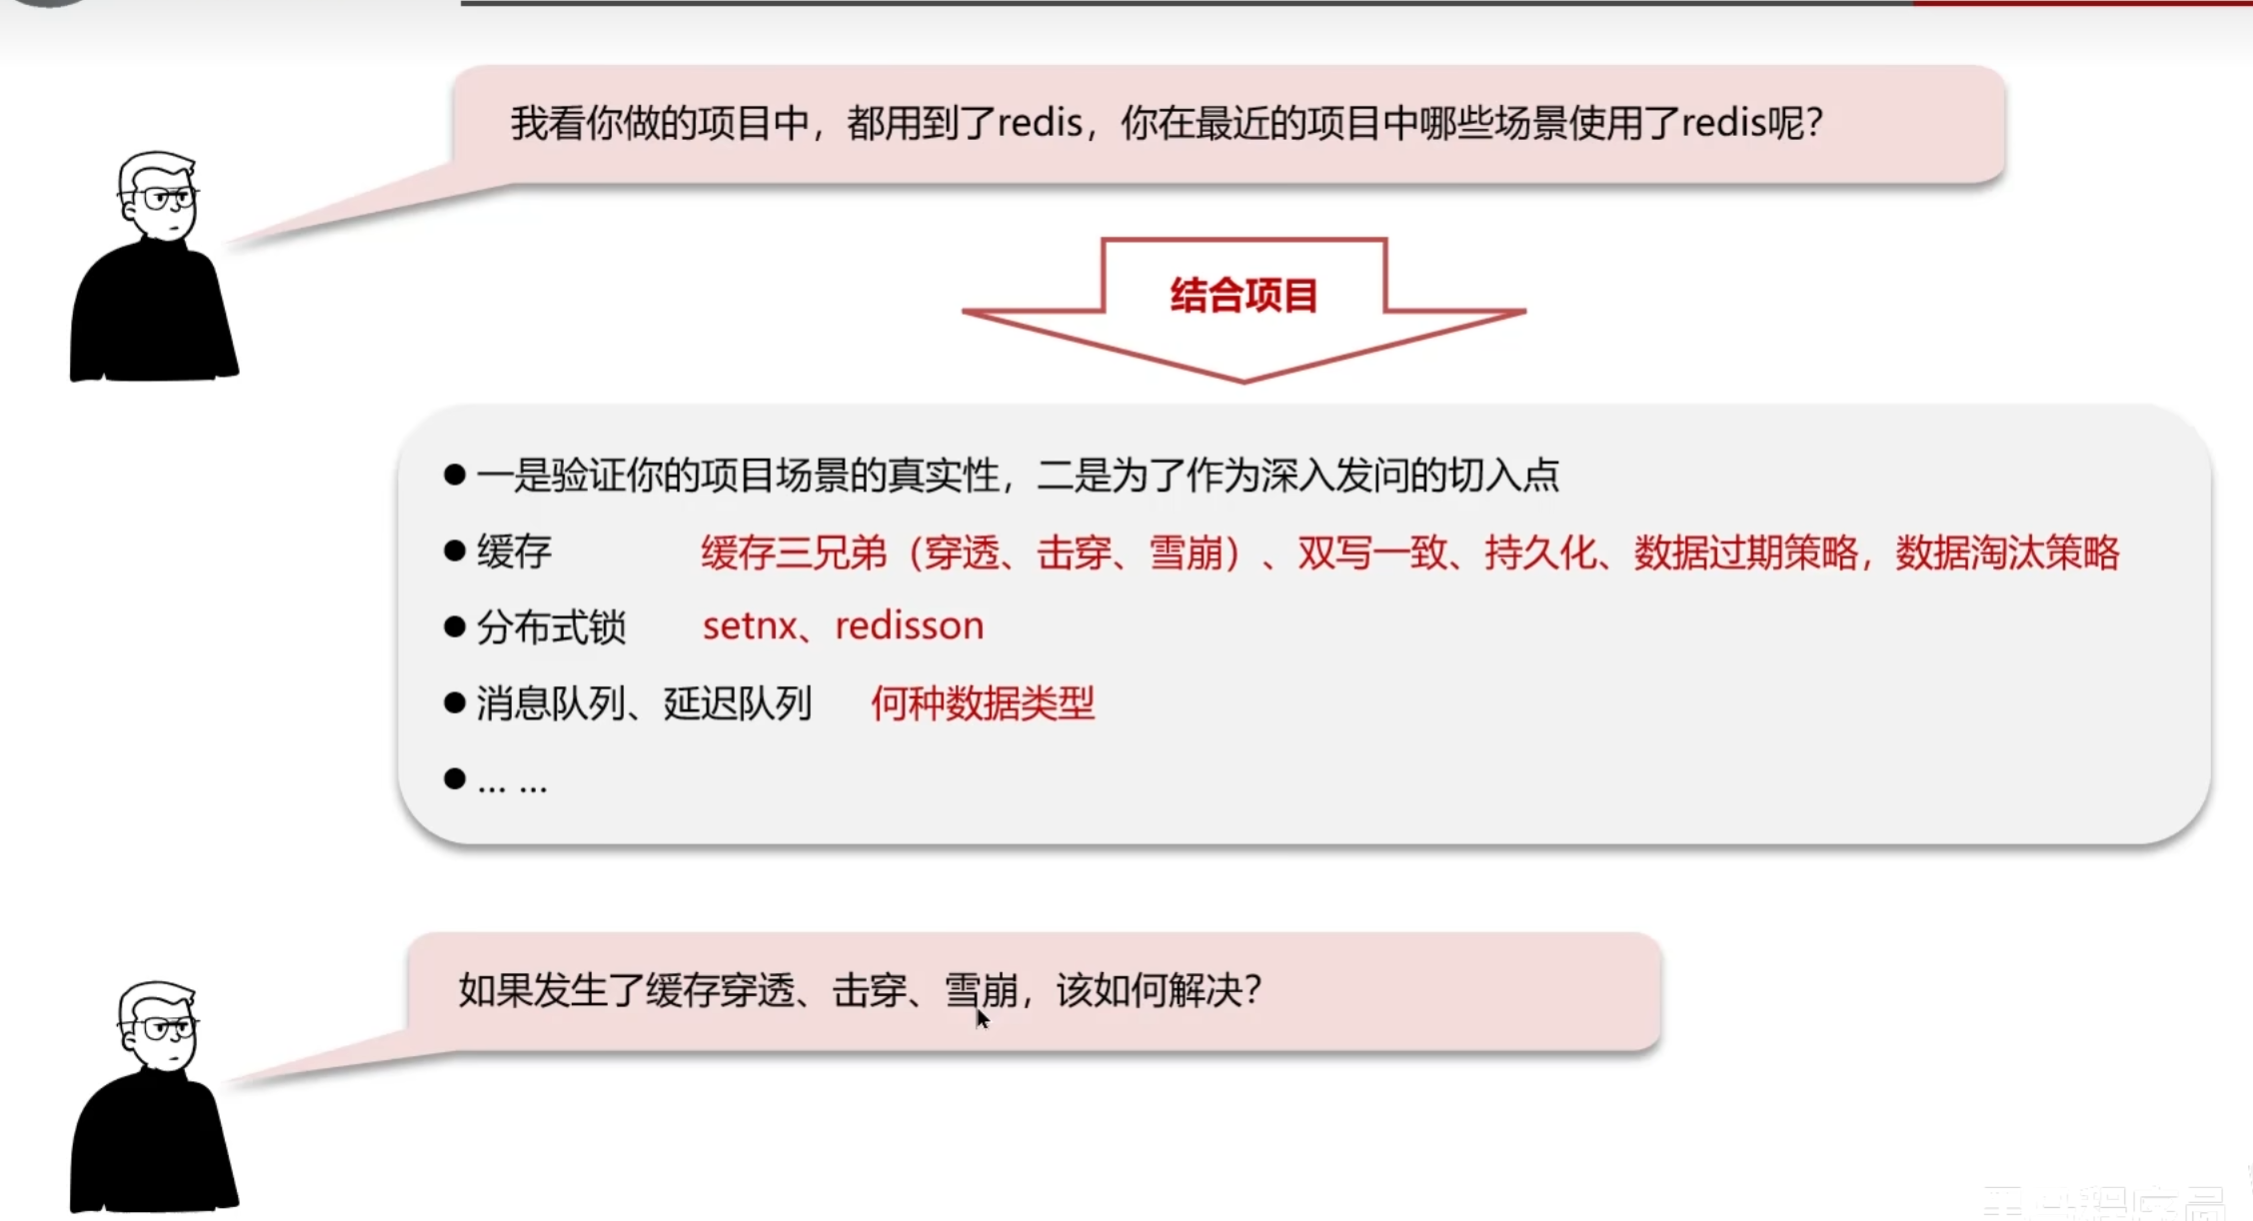 我看你做的项目中，都用到了redis，你在最近的项目中哪些场景使用了redis呢？
结合项目
● 一是验证你的项目场景的真实性，二是为了作为深入发问的切入点
● 缓存 缓存三兄弟（穿透、击穿、雪崩）、双写一致、持久化、数据过期策略，数据淘汰策略
● 分布式锁 setnx、redisson
● 消息队列、延迟队列 何种数据类型
● … …
如果发生了缓存穿透、击穿、雪崩，该如何解决？